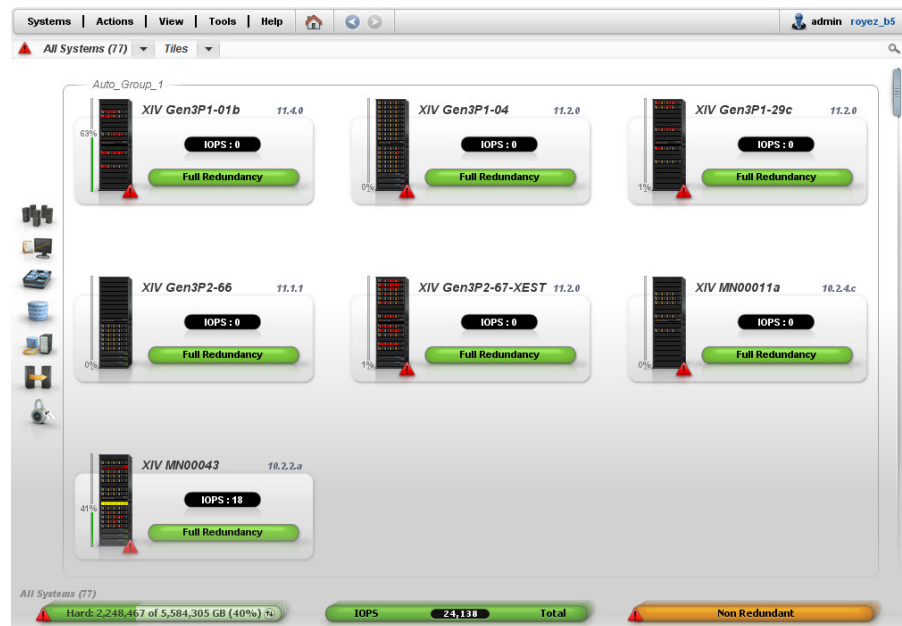 Systems | Actions | View | Tools | Help
admin royez_b5
All Systems (77) Tiles
Auto_Group_1
XIV Gen3P1-01b 11.4.0
63%
IOPS : 0
Full Redundancy
XIV Gen3P1-04 11.2.0
IOPS : 0
Full Redundancy
0%
XIV Gen3P1-29c 11.2.0
IOPS : 0
Full Redundancy
1%
XIV Gen3P2-66 11.1.1
IOPS : 0
Full Redundancy
0%
XIV Gen3P2-67-XEST 11.2.0
IOPS : 0
Full Redundancy
1%
XIV MN00011a 10.2.4.c
IOPS : 0
Full Redundancy
0%
XIV MN00043 10.2.2.a
IOPS : 18
41%
Full Redundancy
All Systems (77)
Hard: 2,248,467 of 5,584,305 GB (40%)
IOPS 24,138 Total
Non Redundant